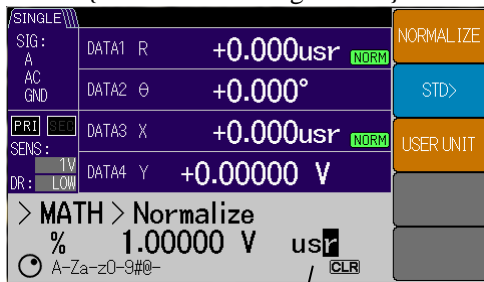 SINGLE
NORMALIZE
SIG:
A
AC
GND
DATA1 R +0.000usr NORM
DATA2 θ +0.000°
STD>
PRI SEC
SENS:
1V
DR: LOW
DATA3 X +0.000usr NORM
USER UNIT
DATA4 Y +0.00000 V
> MATH > Normalize
% 1.00000 V usr
A-Za-z0-9#@-
/ CLR